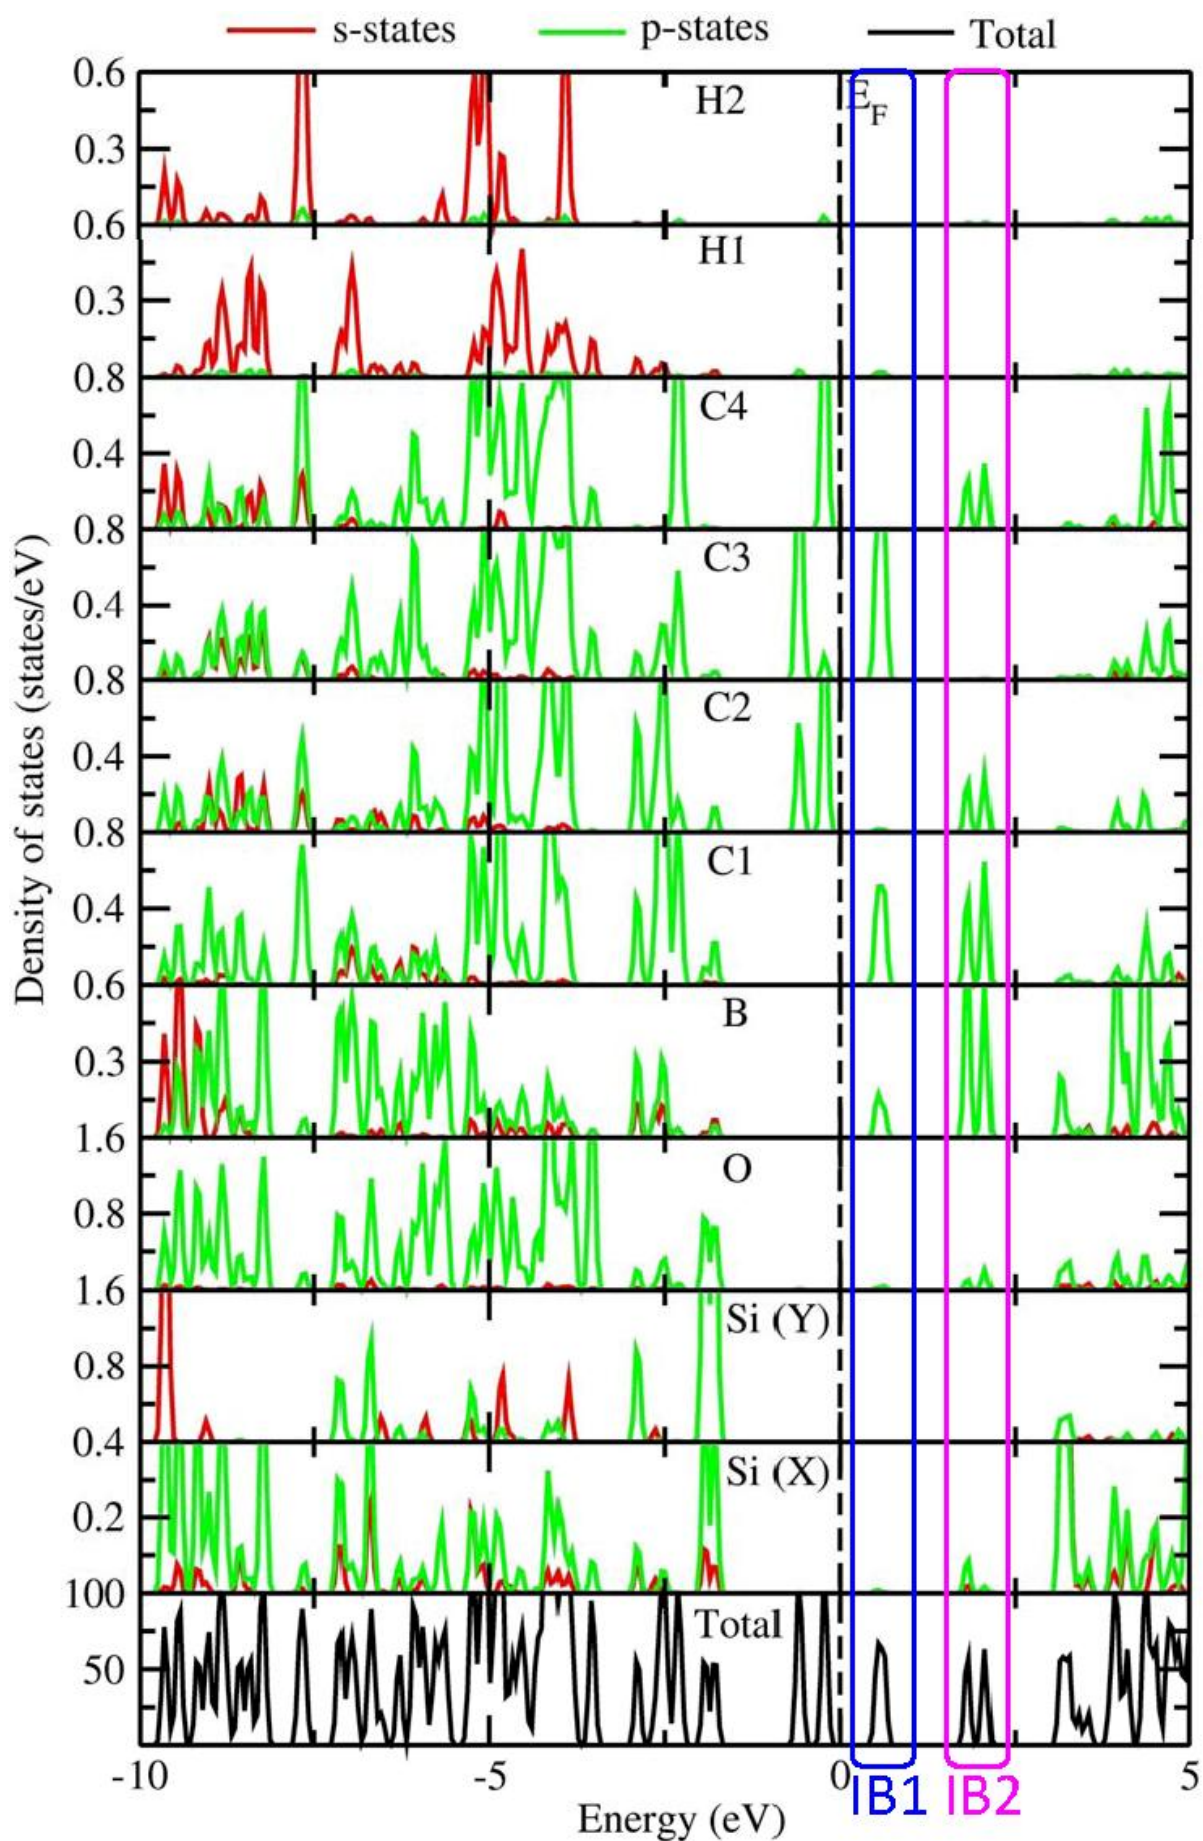 s-states p-states Total
0.6 H2 E_F
0.3
0.6 H1
0.3
0.8 C4
0.4
0.8 C3
0.4
0.8 C2
0.4
0.8 C1
0.4
0.6 B
0.3
1.6 O
0.8
1.6 Si (Y)
0.8
0.4 Si (X)
0.2
100 Total
50
-10 -5 0 5
IB1 IB2
Energy (eV)
Density of states (states/eV)